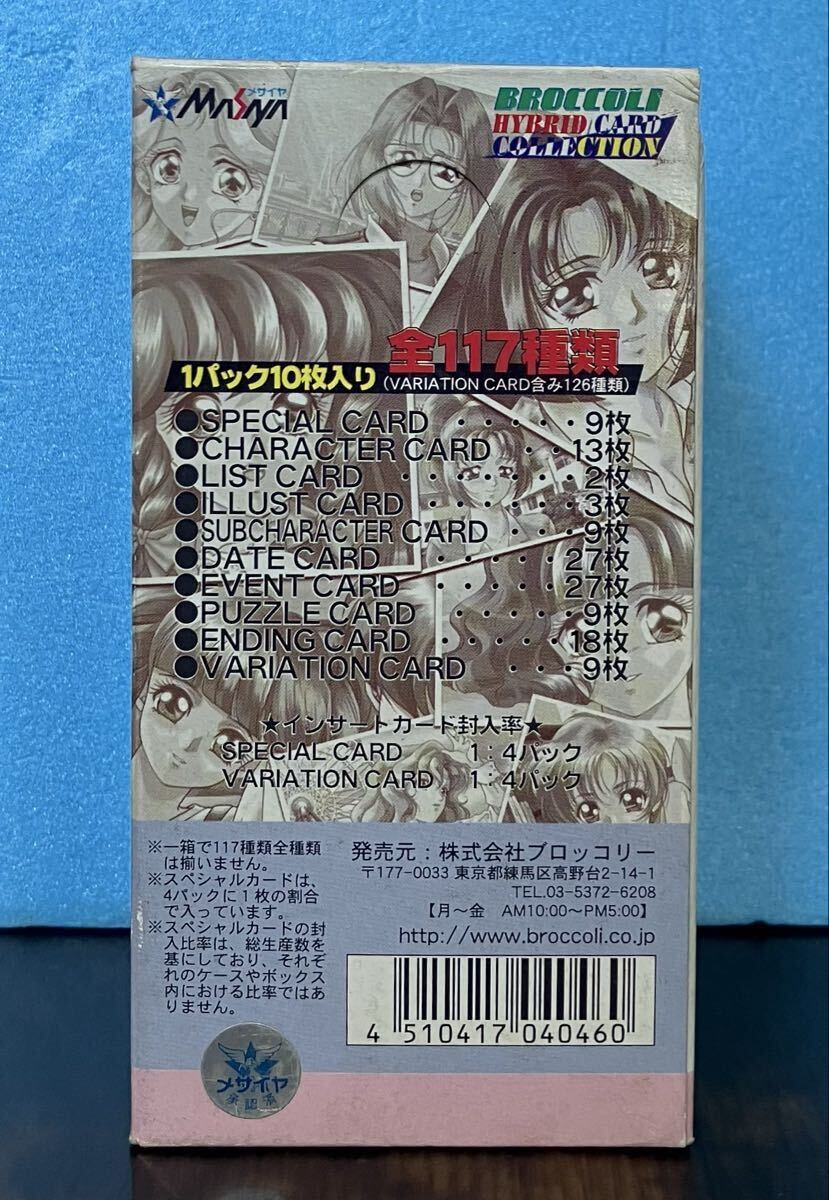 メサイヤ
MASAYA
BROCCOLI
HYBRID CARD
COLLECTION
全117種類
1パック10枚入り
(VARIATION CARD含み126種類)
●SPECIAL CARD ・・・・・9枚
●CHARACTER CARD ・・13枚
●LIST CARD ・・・・・・・2枚
●ILLUST CARD ・・・・・・3枚
●SUBCHARACTER CARD ・・・9枚
●DATE CARD ・・・・・・27枚
●EVENT CARD ・・・・・27枚
●PUZZLE CARD ・・・・・9枚
●ENDING CARD ・・・・・18枚
●VARIATION CARD ・・・・9枚
★インサートカード封入率★
SPECIAL CARD 1:4パック
VARIATION CARD 1:4パック
※一箱で117種類全種類
は揃いません。
※スペシャルカードは、
4パックに1枚の割合
で入っています。
※スペシャルカードの封
入比率は、総生産数を
基にしており、それぞ
れのケースやボックス
内における比率ではあ
りません。
発売元:株式会社ブロッコリー
〒177-0033 東京都練馬区高野台2-14-1
TEL.03-5372-6208
【月〜金 AM10:00〜PM5:00】
http://www.broccoli.co.jp
4 510417 040460
メサイヤ
承認済